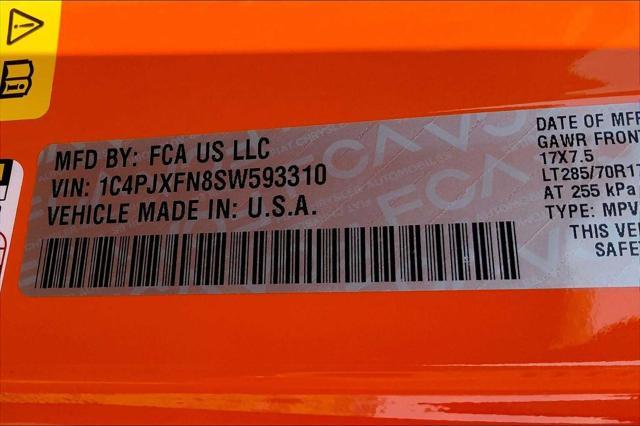 MFD BY: FCA US LLC
VIN: 1C4PJXFN8SW593310
VEHICLE MADE IN: U.S.A.
DATE OF MFR
GAWR FRONT
17X7.5
LT285/70R17
AT 255 kPa
TYPE: MPV
THIS VE
SAFE